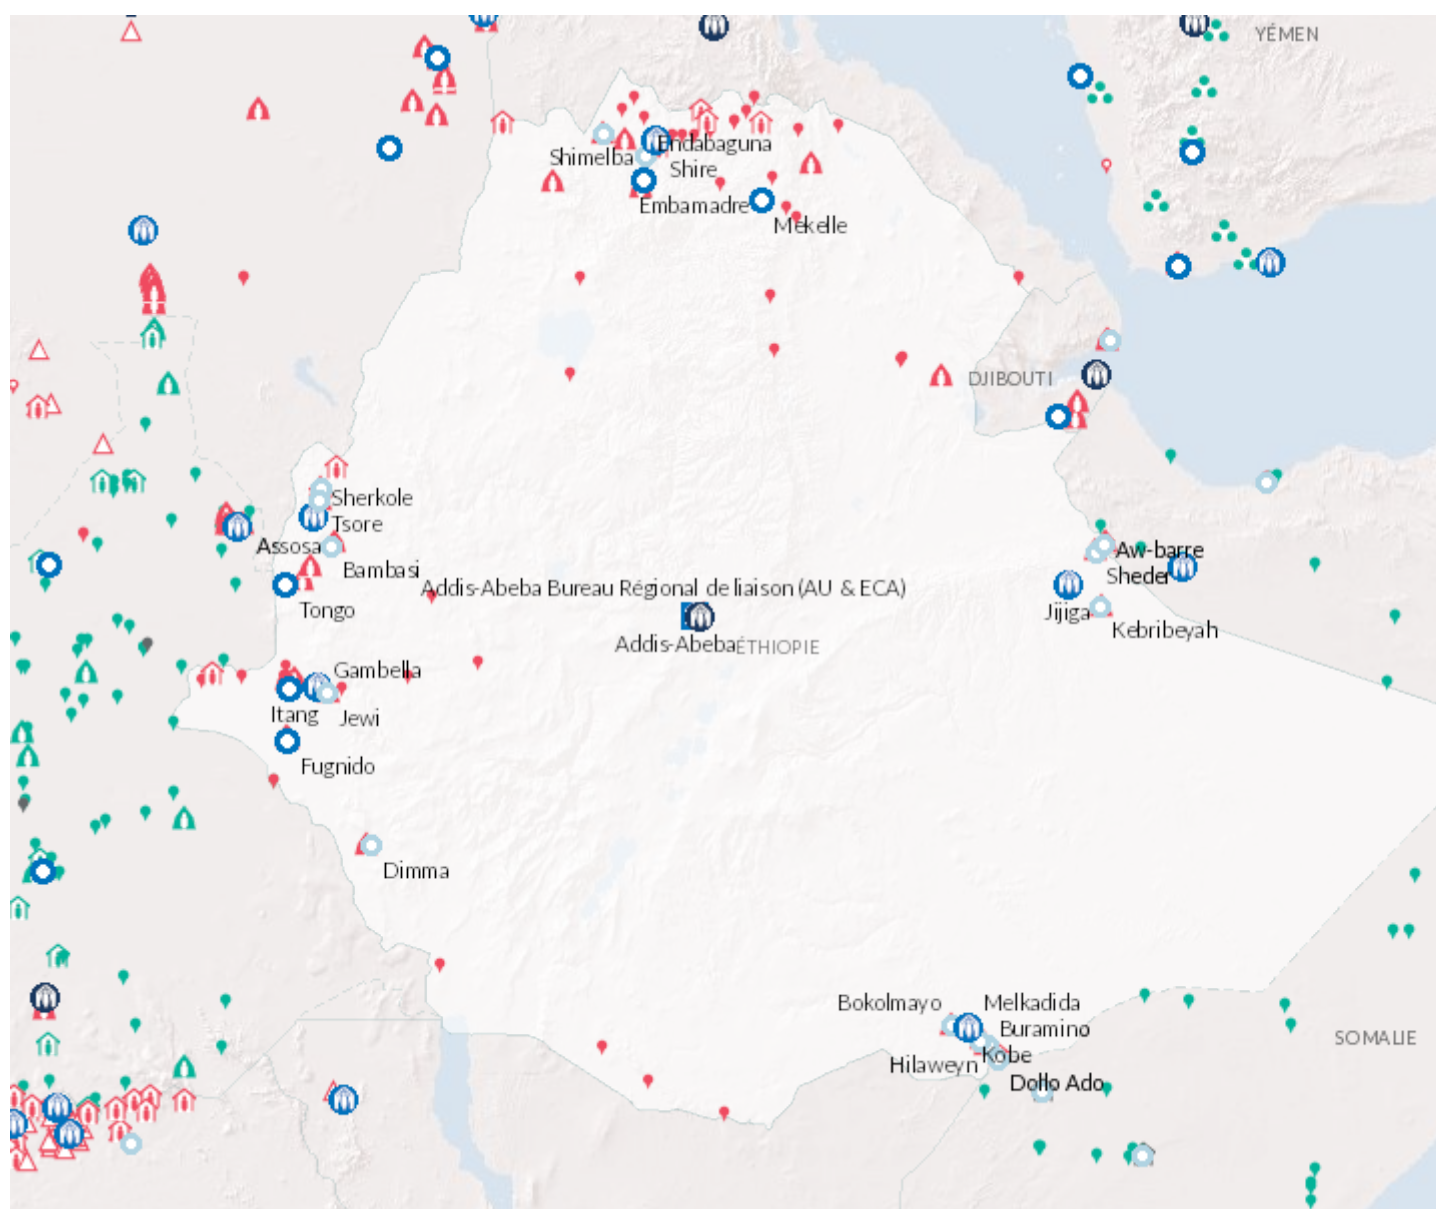 YÉMEN
Endabaguna
Shimelba
Shire
Embamadre
Mekelle
DJIBOUTI
Sherkole
Tsore
Assosa
Bambasi
Tongo
Aw-barre
Sheder
Jijiga
Kebribeyah
Addis-Abeba Bureau Régional de liaison (AU & ECA)
Addis-Abeba
ÉTHIOPIE
Gambella
Itang
Jewi
Fugnido
Dimma
Bokolmayo
Melkadida
Buramino
Kobe
Hilaweyn
Dollo Ado
SOMALIE